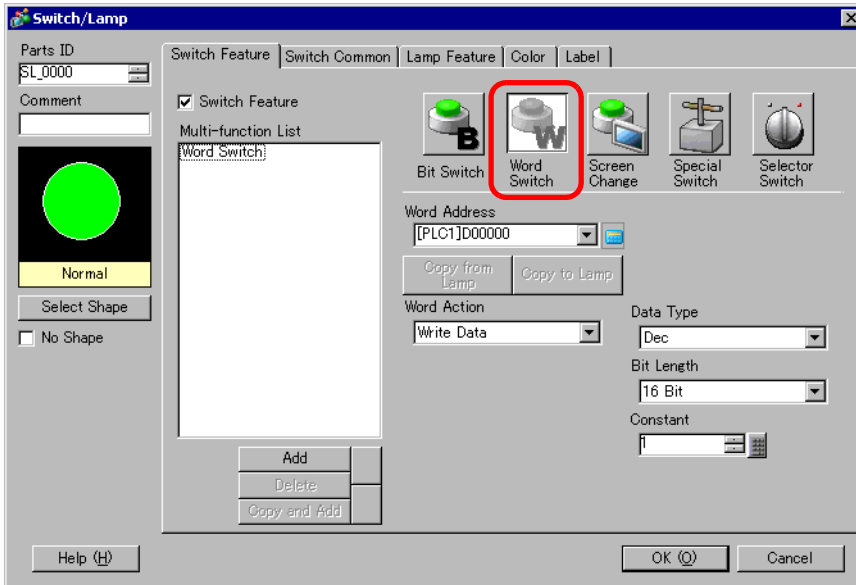 Switch/Lamp
Parts ID
SL_0000
Comment
Normal
Select Shape
No Shape
Switch Feature
Switch Common
Lamp Feature
Color
Label
Switch Feature
Multi-function List
Word Switch
Add
Delete
Copy and Add
B
Bit Switch
W
Word
Switch
Screen
Change
Special
Switch
Selector
Switch
Word Address
[PLC1]D00000
Copy from
Lamp
Copy to Lamp
Word Action
Write Data
Data Type
Dec
Bit Length
16 Bit
Constant
1
Help (H)
OK (O)
Cancel